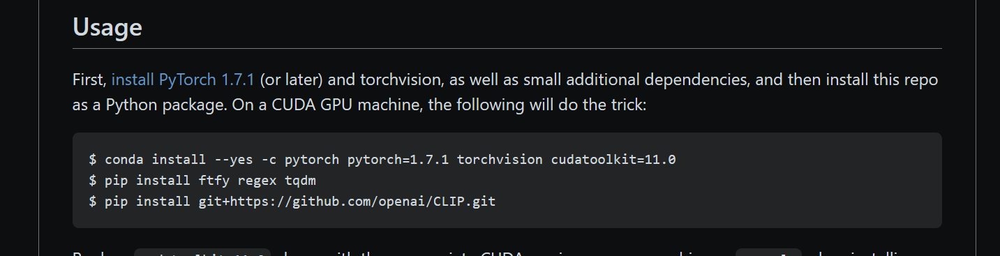 Usage
First, install PyTorch 1.7.1 (or later) and torchvision, as well as small additional dependencies, and then install this repo
as a Python package. On a CUDA GPU machine, the following will do the trick:
$ conda install --yes -c pytorch pytorch=1.7.1 torchvision cudatoolkit=11.0
$ pip install ftfy regex tqdm
$ pip install git+https://github.com/openai/CLIP.git